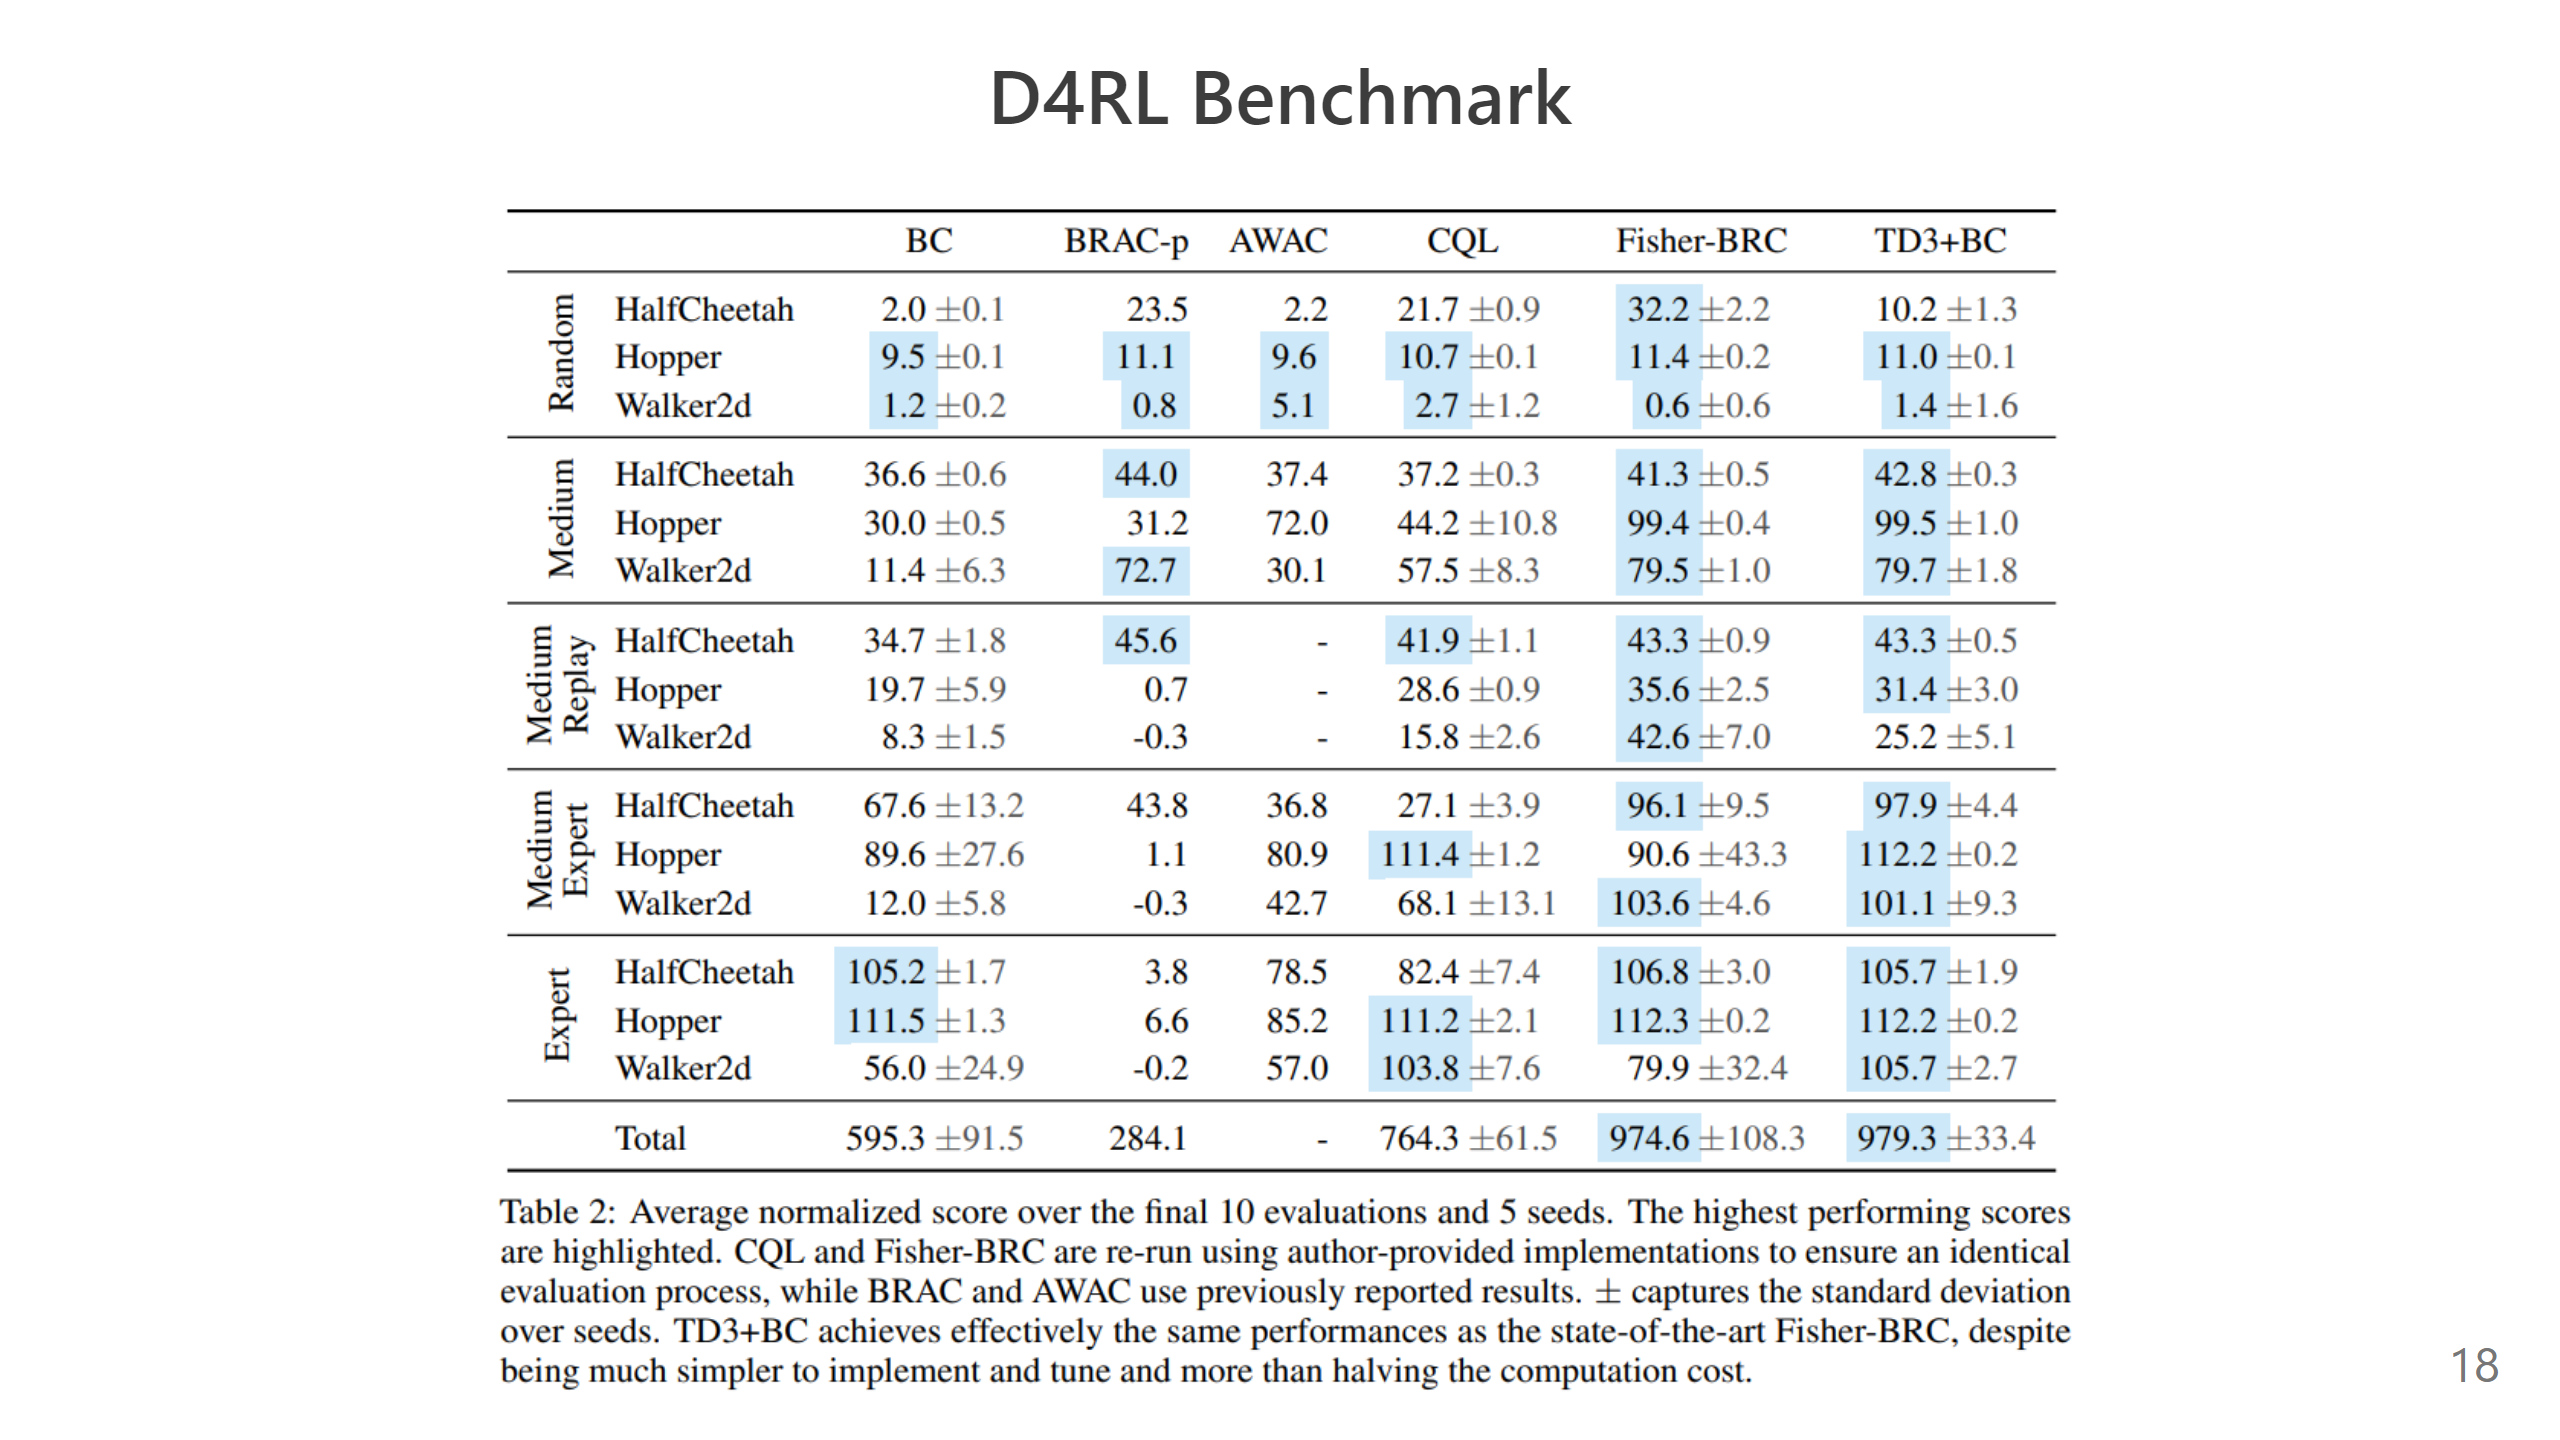 D4RL Benchmark
BC BRAC-p AWAC CQL Fisher-BRC TD3+BC
Random
HalfCheetah 2.0 ±0.1 23.5 2.2 21.7 ±0.9 32.2 ±2.2 10.2 ±1.3
Hopper 9.5 ±0.1 11.1 9.6 10.7 ±0.1 11.4 ±0.2 11.0 ±0.1
Walker2d 1.2 ±0.2 0.8 5.1 2.7 ±1.2 0.6 ±0.6 1.4 ±1.6
Medium
HalfCheetah 36.6 ±0.6 44.0 37.4 37.2 ±0.3 41.3 ±0.5 42.8 ±0.3
Hopper 30.0 ±0.5 31.2 72.0 44.2 ±10.8 99.4 ±0.4 99.5 ±1.0
Walker2d 11.4 ±6.3 72.7 30.1 57.5 ±8.3 79.5 ±1.0 79.7 ±1.8
Medium
Replay
HalfCheetah 34.7 ±1.8 45.6 - 41.9 ±1.1 43.3 ±0.9 43.3 ±0.5
Hopper 19.7 ±5.9 0.7 - 28.6 ±0.9 35.6 ±2.5 31.4 ±3.0
Walker2d 8.3 ±1.5 -0.3 - 15.8 ±2.6 42.6 ±7.0 25.2 ±5.1
Medium
Expert
HalfCheetah 67.6 ±13.2 43.8 36.8 27.1 ±3.9 96.1 ±9.5 97.9 ±4.4
Hopper 89.6 ±27.6 1.1 80.9 111.4 ±1.2 90.6 ±43.3 112.2 ±0.2
Walker2d 12.0 ±5.8 -0.3 42.7 68.1 ±13.1 103.6 ±4.6 101.1 ±9.3
Expert
HalfCheetah 105.2 ±1.7 3.8 78.5 82.4 ±7.4 106.8 ±3.0 105.7 ±1.9
Hopper 111.5 ±1.3 6.6 85.2 111.2 ±2.1 112.3 ±0.2 112.2 ±0.2
Walker2d 56.0 ±24.9 -0.2 57.0 103.8 ±7.6 79.9 ±32.4 105.7 ±2.7
Total 595.3 ±91.5 284.1 - 764.3 ±61.5 974.6 ±108.3 979.3 ±33.4
Table 2: Average normalized score over the final 10 evaluations and 5 seeds. The highest performing scores
are highlighted. CQL and Fisher-BRC are re-run using author-provided implementations to ensure an identical
evaluation process, while BRAC and AWAC use previously reported results. ± captures the standard deviation
over seeds. TD3+BC achieves effectively the same performances as the state-of-the-art Fisher-BRC, despite
being much simpler to implement and tune and more than halving the computation cost.
18